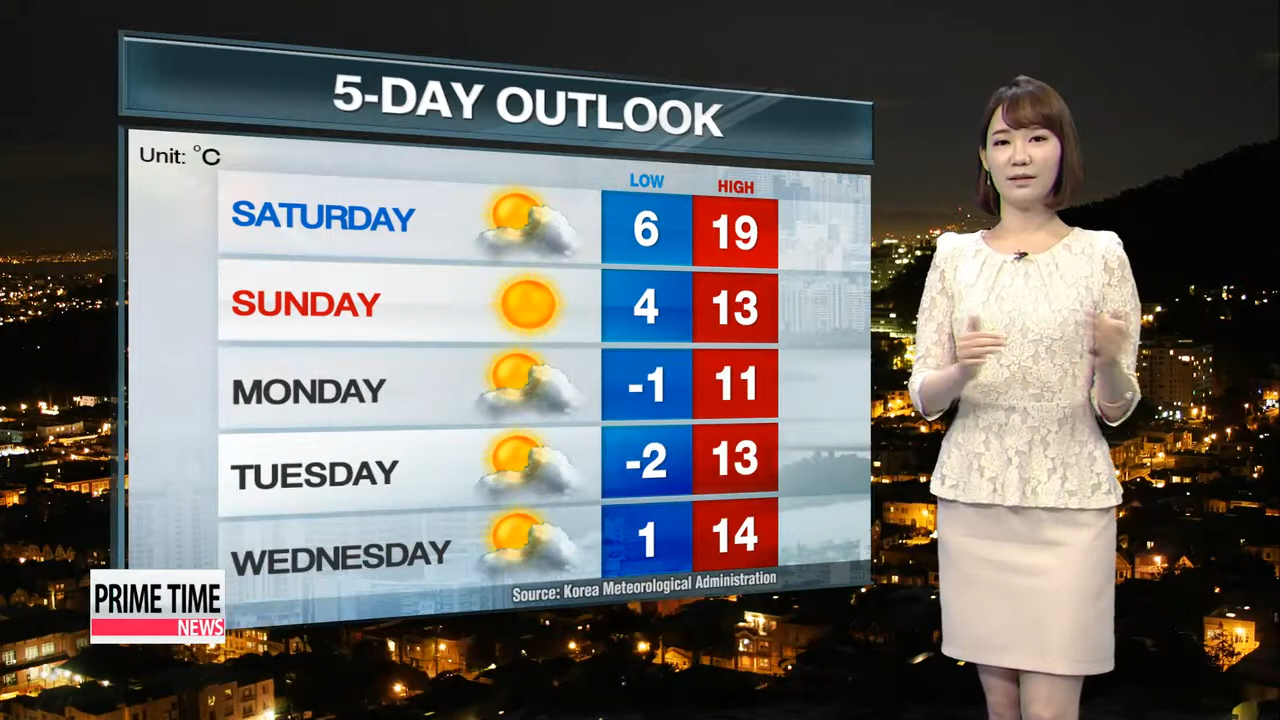 5-DAY OUTLOOK
Unit: °C
LOW HIGH
SATURDAY 6 19
SUNDAY 4 13
MONDAY -1 11
TUESDAY -2 13
WEDNESDAY 1 14
Source: Korea Meteorological Administration
PRIME TIME
NEWS